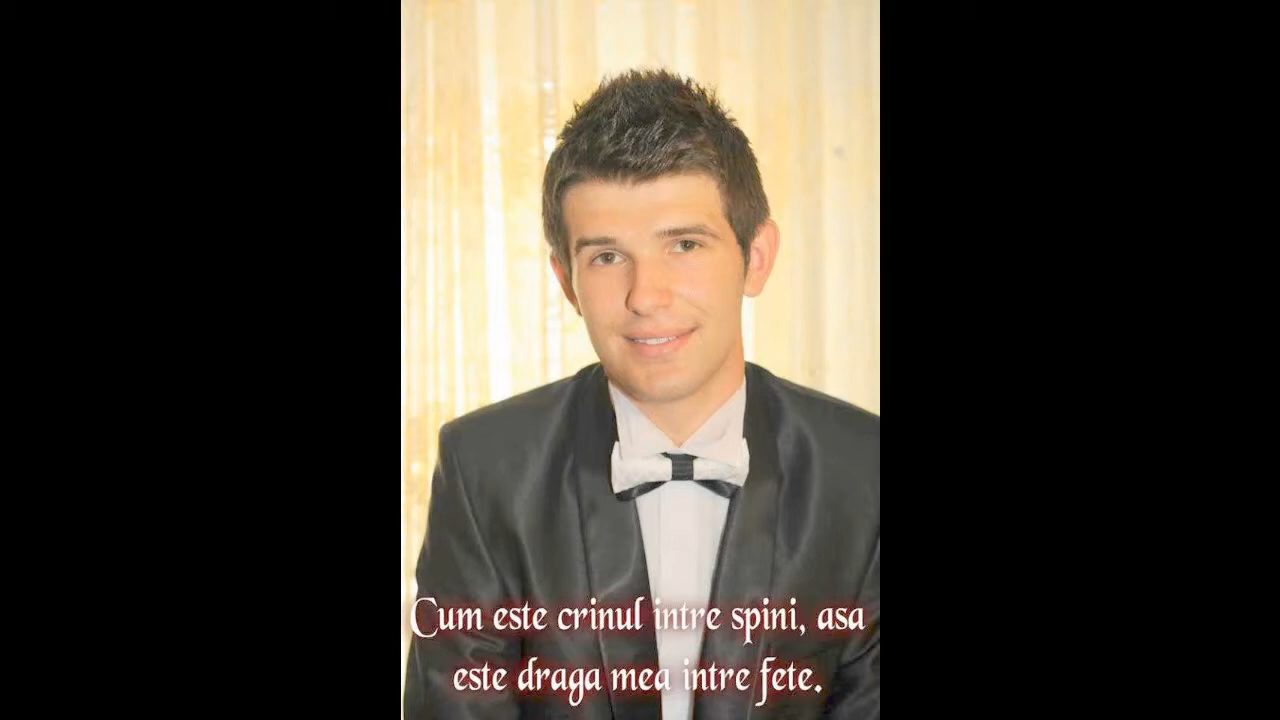 Cum este crinul intre spini, asa
este draga mea intre fete.